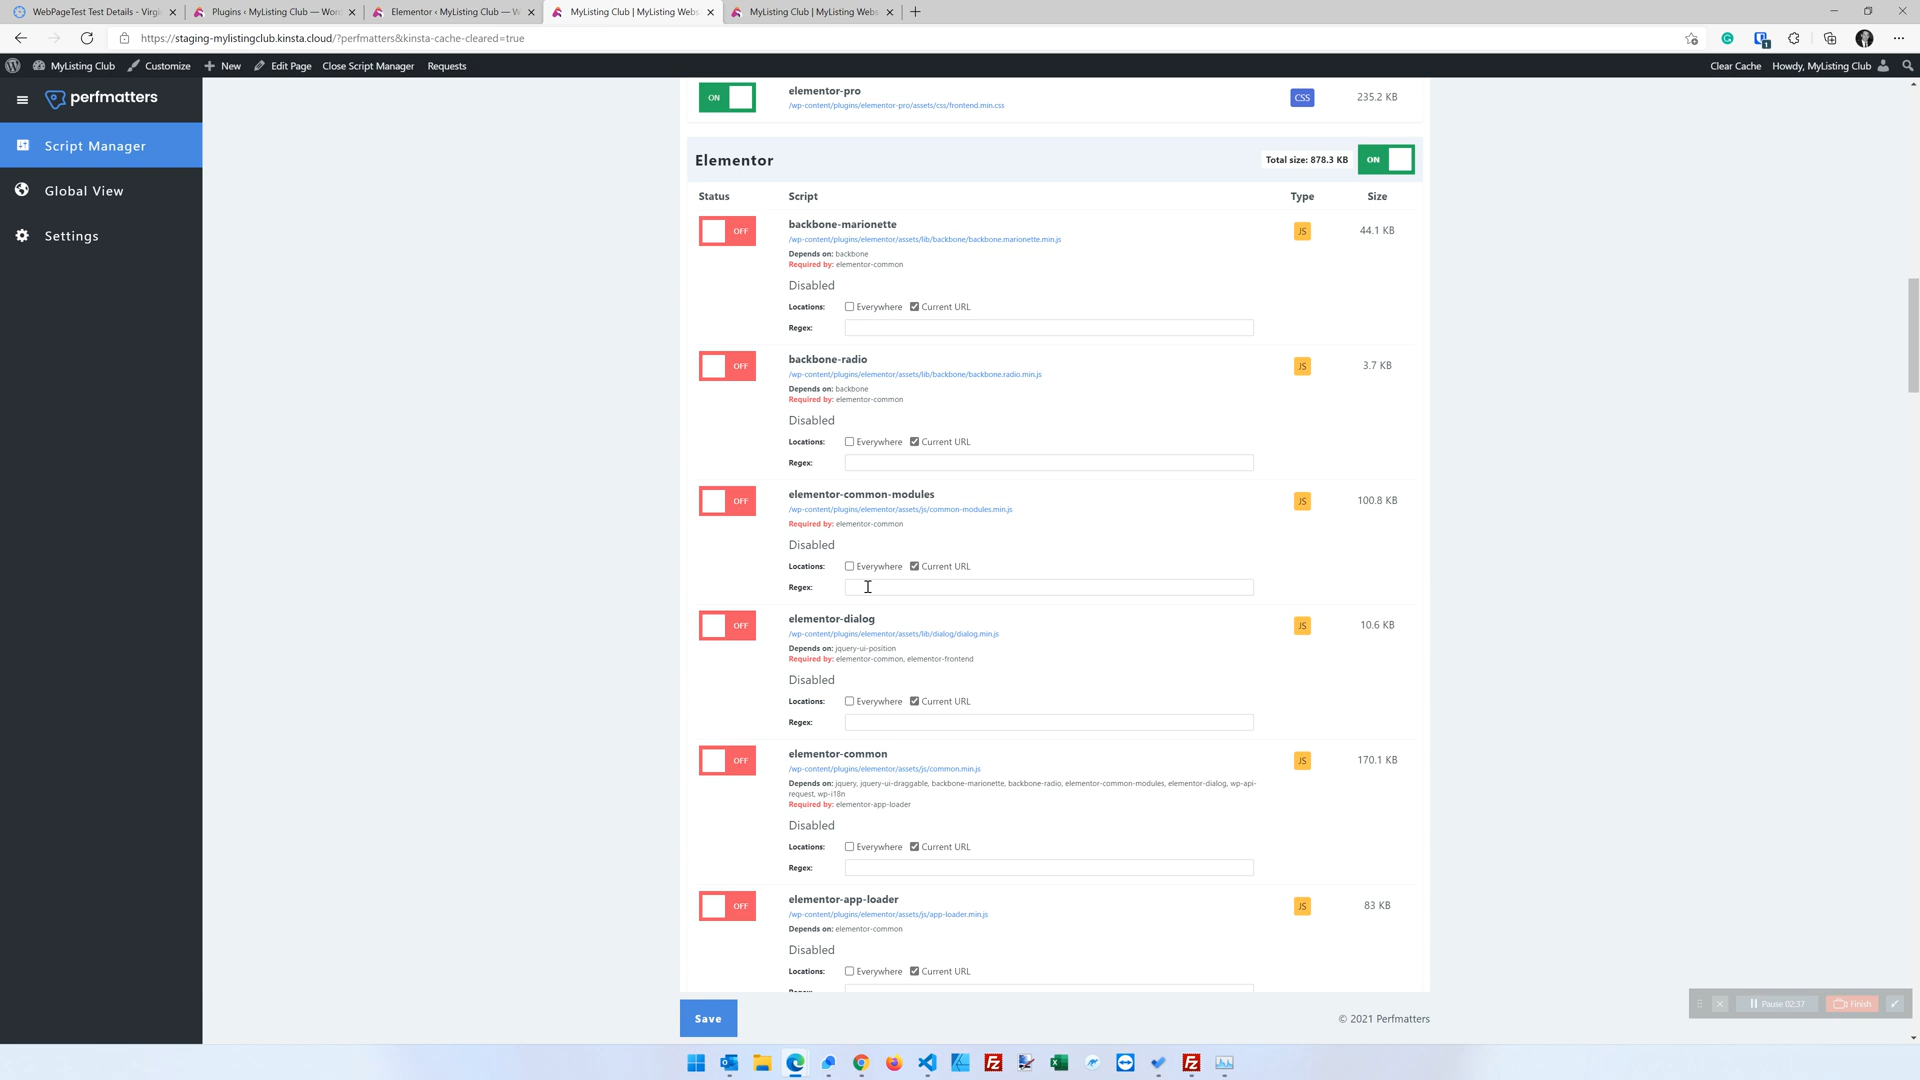 WebPageTest Test Details - Virgi
Plugins ‹ MyListing Club — Wor
Elementor ‹ MyListing Club — W
MyListing Club | MyListing Webs
MyListing Club | MyListing Webs
https://staging-mylistingclub.kinsta.cloud/?perfmatters&kinsta-cache-cleared=true
MyListing Club
Customize
New
Edit Page
Close Script Manager
Requests
Clear Cache
Howdy, MyListing Club
perfmatters
Script Manager
Global View
Settings
ON
elementor-pro
/wp-content/plugins/elementor-pro/assets/css/frontend.min.css
CSS
235.2 KB
Elementor
Total size: 878.3 KB
ON
Status Script Type Size
OFF
backbone-marionette
/wp-content/plugins/elementor/assets/lib/backbone/backbone.marionette.min.js
Depends on: backbone
Required by: elementor-common
Disabled
Locations: Everywhere Current URL
Regex:
JS
44.1 KB
OFF
backbone-radio
/wp-content/plugins/elementor/assets/lib/backbone/backbone.radio.min.js
Depends on: backbone
Required by: elementor-common
Disabled
Locations: Everywhere Current URL
Regex:
JS
3.7 KB
OFF
elementor-common-modules
/wp-content/plugins/elementor/assets/js/common-modules.min.js
Required by: elementor-common
Disabled
Locations: Everywhere Current URL
Regex:
JS
100.8 KB
OFF
elementor-dialog
/wp-content/plugins/elementor/assets/lib/dialog/dialog.min.js
Depends on: jquery-ui-position
Required by: elementor-common, elementor-frontend
Disabled
Locations: Everywhere Current URL
Regex:
JS
10.6 KB
OFF
elementor-common
/wp-content/plugins/elementor/assets/js/common.min.js
Depends on: jquery, jquery-ui-draggable, backbone-marionette, backbone-radio, elementor-common-modules, elementor-dialog, wp-api-
request, wp-i18n
Required by: elementor-app-loader
Disabled
Locations: Everywhere Current URL
Regex:
JS
170.1 KB
OFF
elementor-app-loader
/wp-content/plugins/elementor/assets/js/app-loader.min.js
Depends on: elementor-common
Disabled
Locations: Everywhere Current URL
JS
83 KB
Save
© 2021 Perfmatters
Pause 02:37
Finish